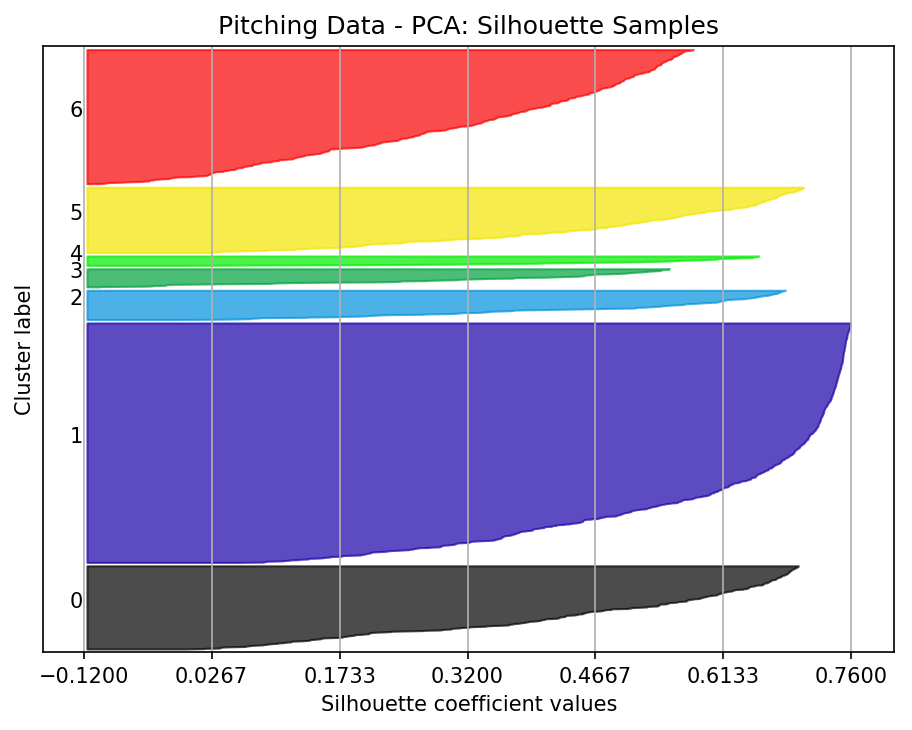 Pitching Data - PCA: Silhouette Samples
6
5
4
3
2
1
0
Cluster label
−0.1200 0.0267 0.1733 0.3200 0.4667 0.6133 0.7600
Silhouette coefficient values